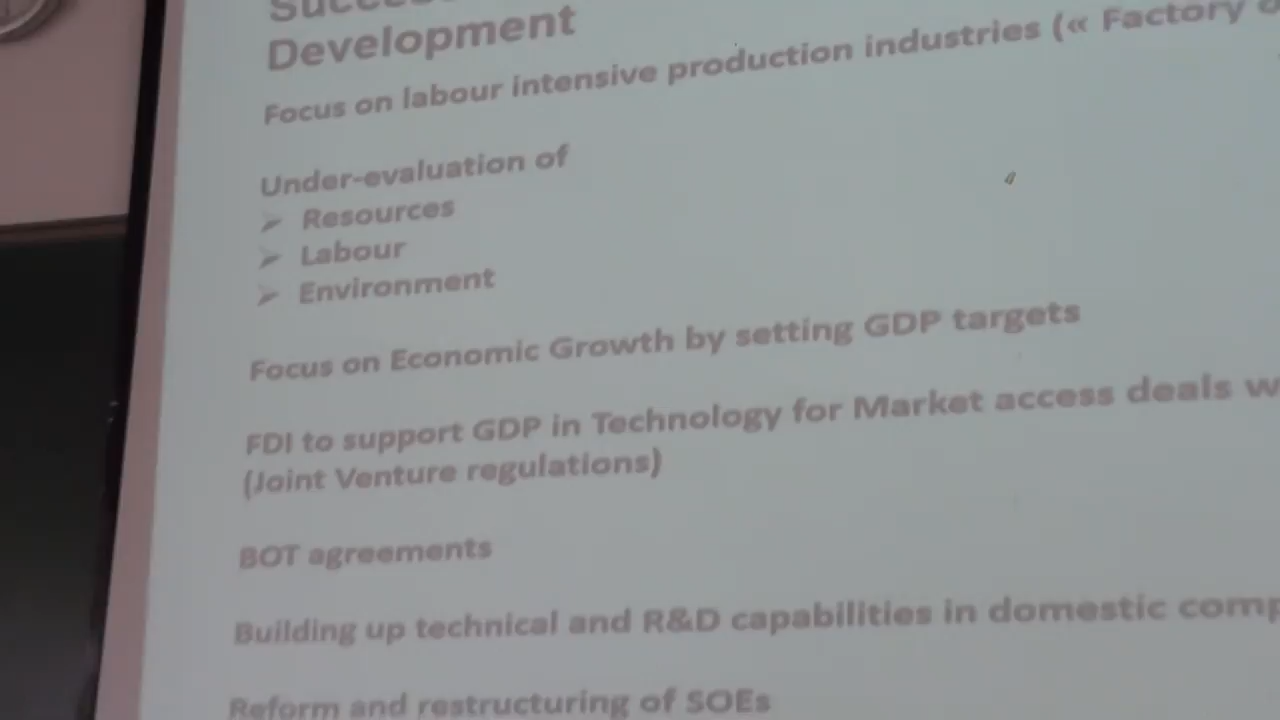 Development
Focus on labour intensive production industries (« Factory
Under-evaluation of
➢ Resources
➢ Labour
➢ Environment
Focus on Economic Growth by setting GDP targets
FDI to support GDP in Technology for Market access deals
(Joint Venture regulations)
BOT agreements
Building up technical and R&D capabilities in domestic
Reform and restructuring of SOEs